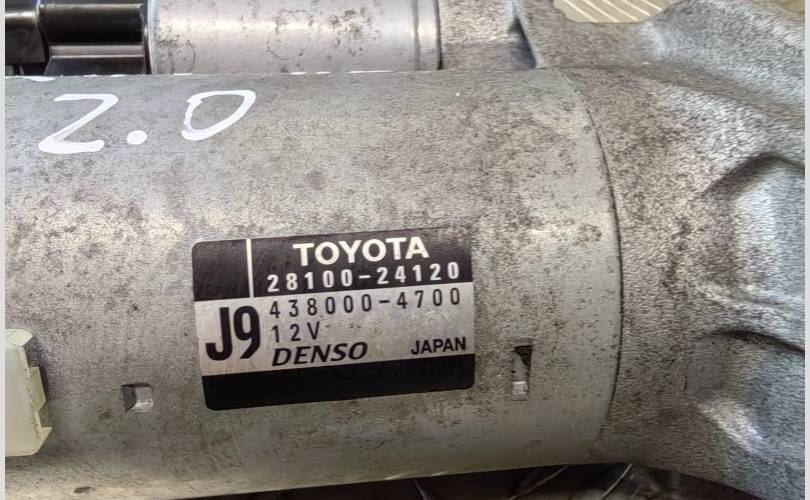 2.0
TOYOTA
28100-24120
438000-4700
J9
12V
DENSO JAPAN